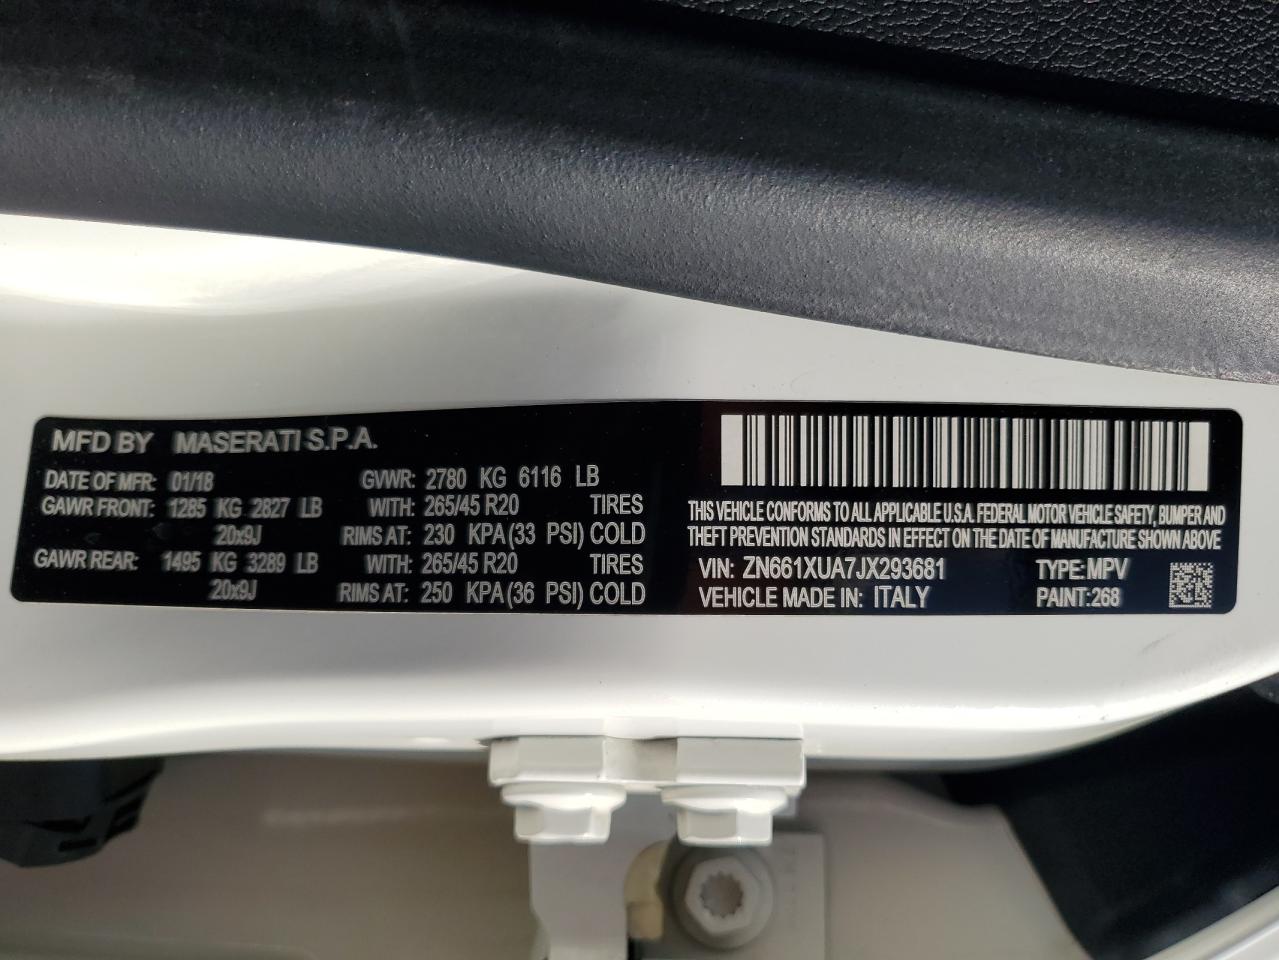 MFD BY MASERATI S.P.A.
DATE OF MFR: 01/18 GVWR: 2780 KG 6116 LB
GAWR FRONT: 1285 KG 2827 LB WITH: 265/45 R20 TIRES
20x9J RIMS AT: 230 KPA(33 PSI) COLD
GAWR REAR: 1495 KG 3289 LB WITH: 265/45 R20 TIRES
20x9J RIMS AT: 250 KPA(36 PSI) COLD
THIS VEHICLE CONFORMS TO ALL APPLICABLE U.S.A. FEDERAL MOTOR VEHICLE SAFETY, BUMPER AND
THEFT PREVENTION STANDARDS IN EFFECT ON THE DATE OF MANUFACTURE SHOWN ABOVE
VIN: ZN661XUA7JX293681 TYPE: MPV
VEHICLE MADE IN: ITALY PAINT:268